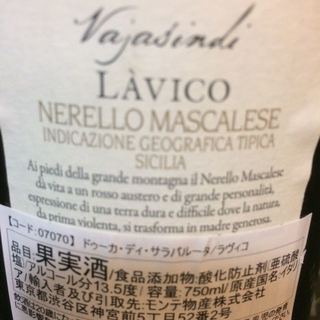 Vajasindi
LÀVICO
NERELLO MASCALESE
INDICAZIONE GEOGRAFICA TIPICA
SICILIA
Ai piedi della grande montagna il Nerello Mascalese
dà vita a un rosso austero e di grande personalità,
espressione di una terra dura e difficile dove la natura,
da prima violenta, si trasforma in madre generosa.
【コード:07070】 ドゥーカ・ディ・サラパルータ/ラヴィコ
品目:果実酒/食品添加物:酸化防止剤(亜硫酸
塩)/アルコール分13.5度/容量:750ml/原産国名:イタリ
ア/輸入者及び引取先:モンテ物産株式会社
東京都渋谷区神宮前5丁目52番2号